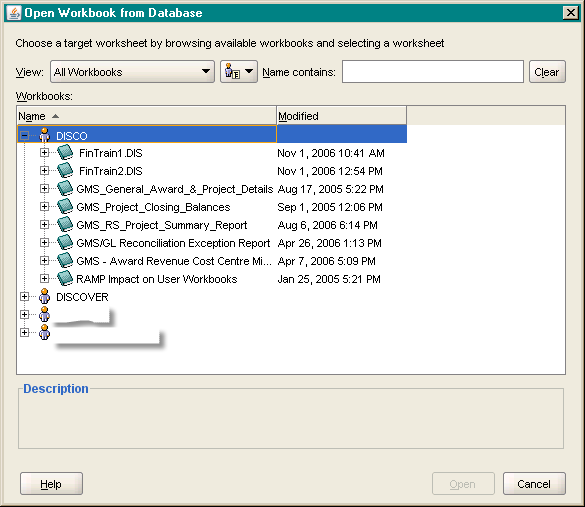 Open Workbook from Database
Choose a target worksheet by browsing available workbooks and selecting a worksheet
View: All Workbooks E Name contains: Clear
Workbooks:
Name Modified
DISCO
FinTrain1.DIS Nov 1, 2006 10:41 AM
FinTrain2.DIS Nov 1, 2006 12:54 PM
GMS_General_Award_&_Project_Details Aug 17, 2005 5:22 PM
GMS_Project_Closing_Balances Sep 1, 2005 12:06 PM
GMS_RS_Project_Summary_Report Aug 6, 2006 6:14 PM
GMS/GL Reconciliation Exception Report Apr 26, 2006 1:13 PM
GMS - Award Revenue Cost Centre Mi... Apr 7, 2006 5:09 PM
RAMP Impact on User Workbooks Jan 25, 2005 5:21 PM
DISCOVER
Description
Help Open Cancel